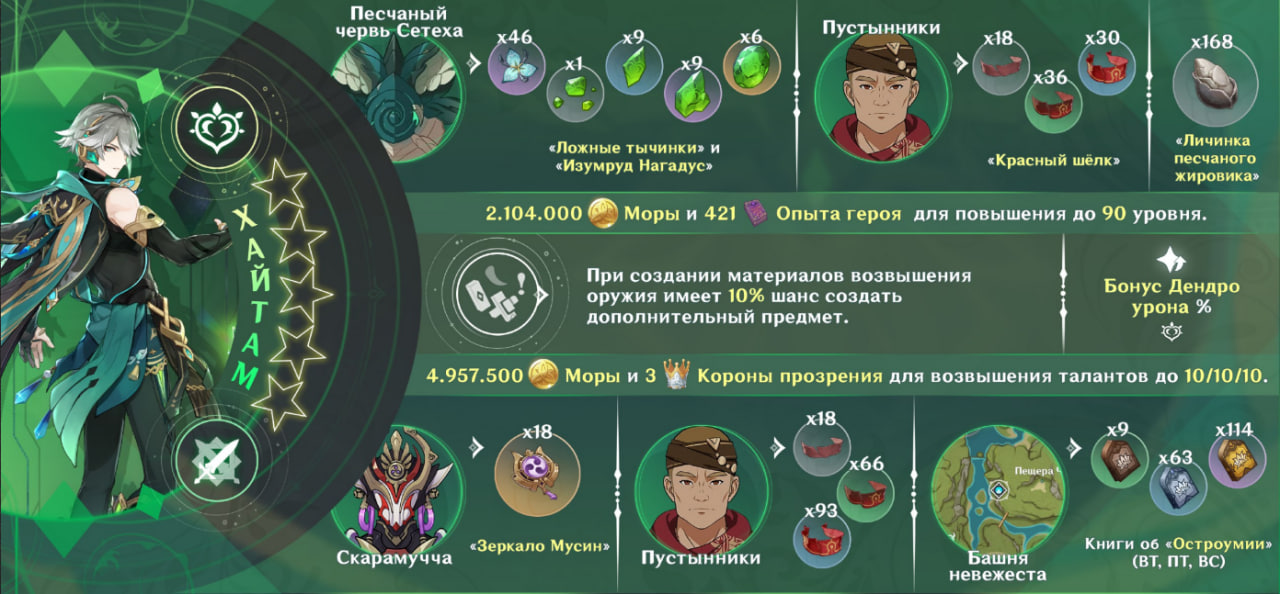 Песчаный
червь Сетеха
x46
x1
x9
x9
x6
«Ложные тычинки» и
«Изумруд Нагадус»
Пустынники
x18
x36
x30
«Красный шёлк»
x168
«Личинка
песчаного
жировика»
ХАЙТАМ
2.104.000 Моры и 421 Опыта героя для повышения до 90 уровня.
При создании материалов возвышения
оружия имеет 10% шанс создать
дополнительный предмет.
Бонус Дендро
урона %
4.957.500 Моры и 3 Короны прозрения для возвышения талантов до 10/10/10.
Скарамучча
x18
«Зеркало Мусин»
Пустынники
x18
x66
x93
Пещера
Башня
невежеста
x9
x63
x114
Книги об «Остроумии»
(ВТ, ПТ, ВС)